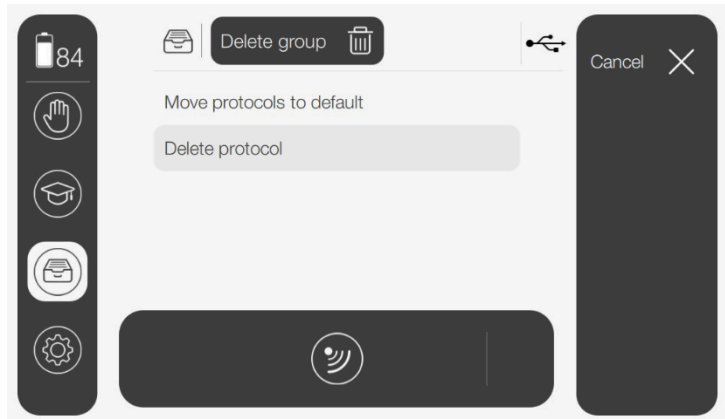 84
Delete group
Cancel
Move protocols to default
Delete protocol